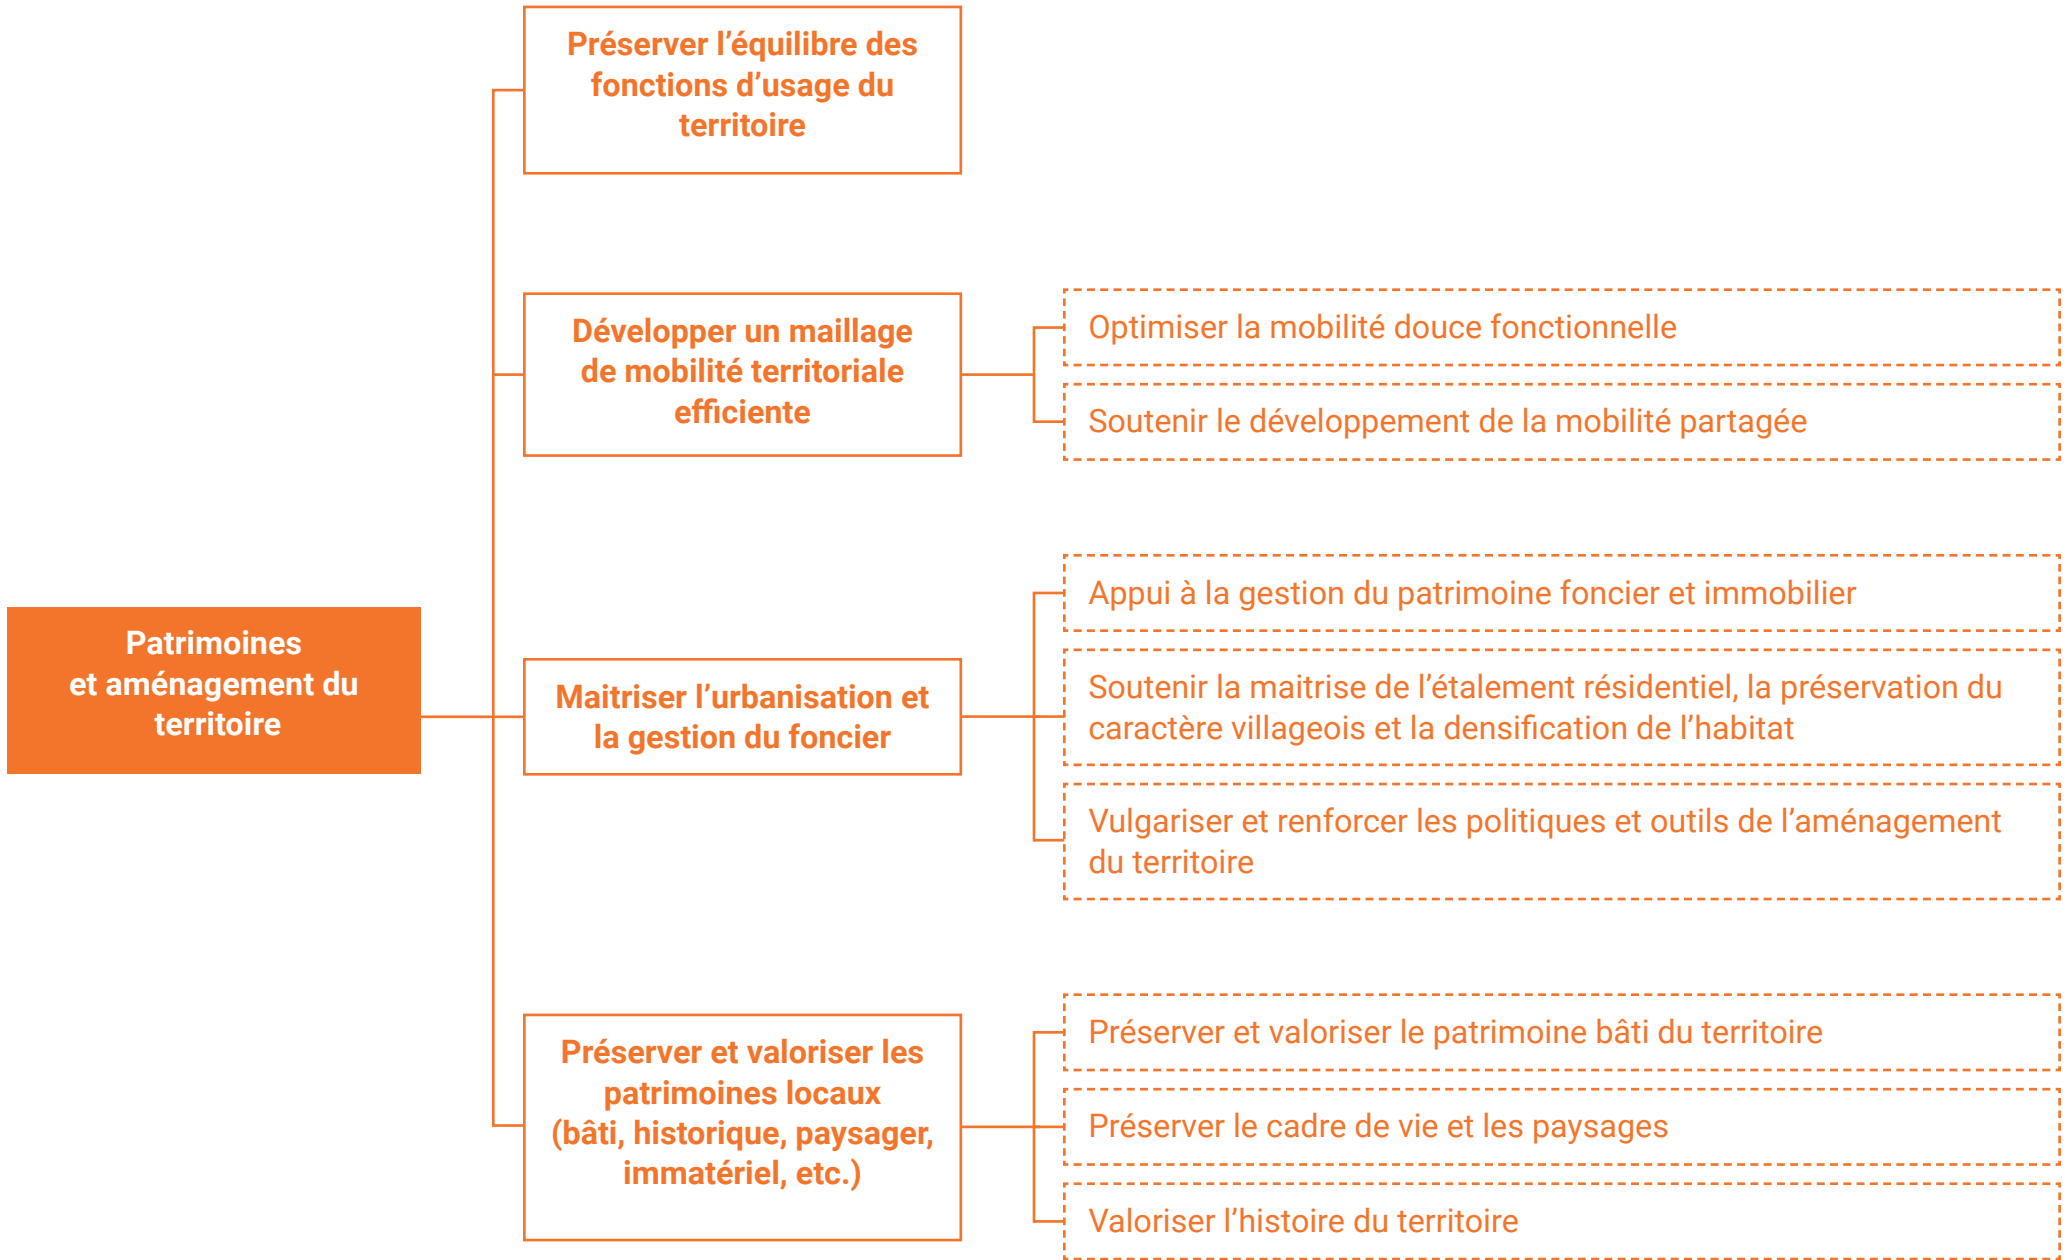 Préserver l’équilibre des
fonctions d’usage du
territoire
Développer un maillage
de mobilité territoriale
efficiente
Optimiser la mobilité douce fonctionnelle
Soutenir le développement de la mobilité partagée
Patrimoines
et aménagement du
territoire
Maitriser l’urbanisation et
la gestion du foncier
Appui à la gestion du patrimoine foncier et immobilier
Soutenir la maitrise de l’étalement résidentiel, la préservation du
caractère villageois et la densification de l’habitat
Vulgariser et renforcer les politiques et outils de l’aménagement
du territoire
Préserver et valoriser les
patrimoines locaux
(bâti, historique, paysager,
immatériel, etc.)
Préserver et valoriser le patrimoine bâti du territoire
Préserver le cadre de vie et les paysages
Valoriser l’histoire du territoire